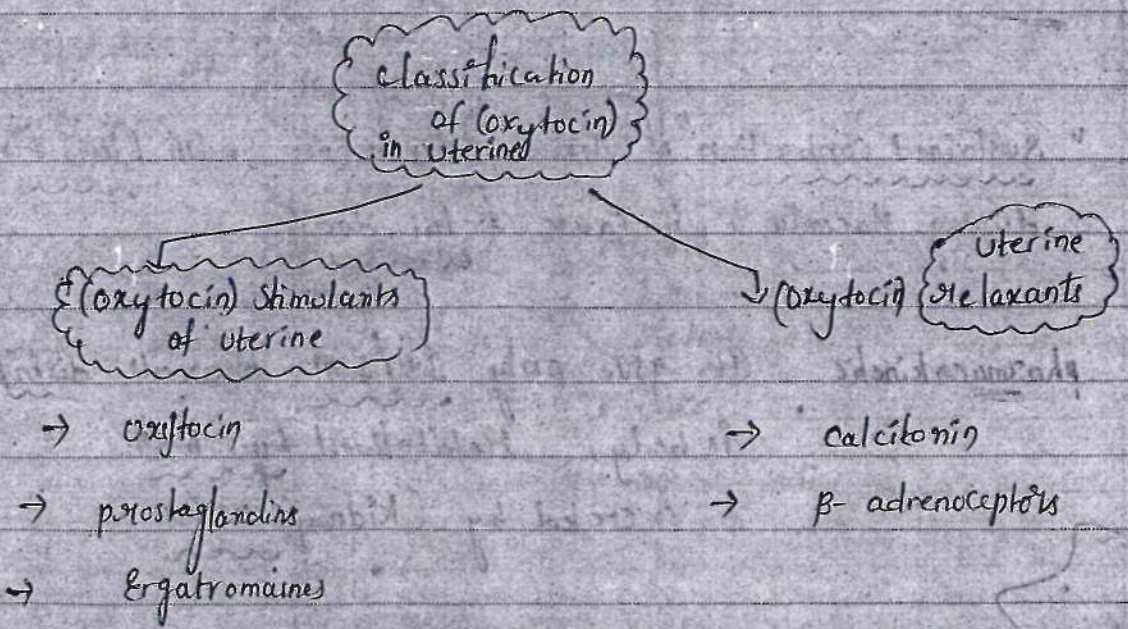 classification
of (oxytocin)
in uterine
(oxytocin) Stimulants
of uterine
(oxytocin) uterine
relaxants
→ oxytocin
→ prostaglandins
→ Ergatromaines
→ calcitonin
→ β- adrenoceptors